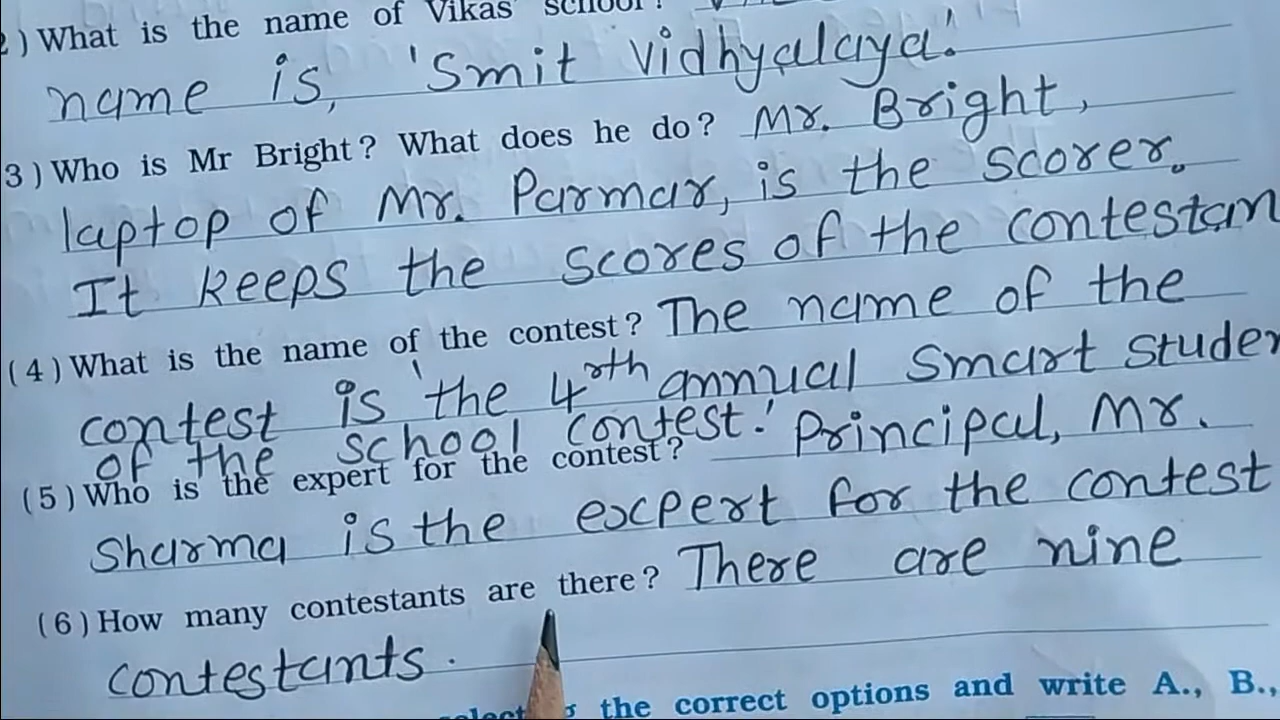 2) What is the name of Vikas' school?
name is, 'Smit Vidhyalaya.'
3) Who is Mr Bright? What does he do? Mr. Bright,
laptop of Mr. Parmar, is the scorer.
It keeps the scores of the contestan
(4) What is the name of the contest? The name of the
contest is 'the 4rth annual Smart Studen
of the school contest.'
(5) Who is the expert for the contest? Principal, Mr.
Sharma is the expert for the contest
(6) How many contestants are there? There are nine
contestants.
the correct options and write A., B.,